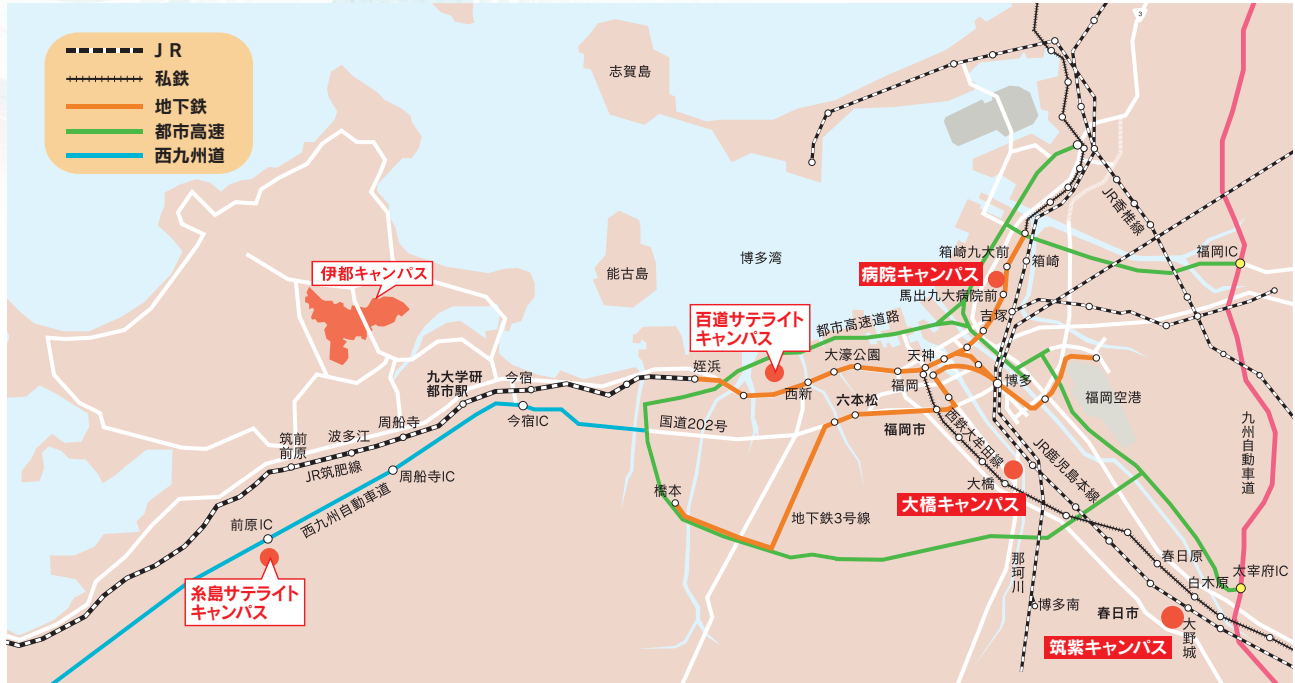 JR
私鉄
地下鉄
都市高速
西九州道
3
志賀島
能古島
博多湾
伊都キャンパス
百道サテライト
キャンパス
都市高速道路
病院キャンパス
箱崎九大前
箱崎
馬出九大病院前
吉塚
JR香椎線
福岡IC
九州自動車道
九大学研
都市駅
今宿
今宿IC
姪浜
西新
大濠公園
天神
福岡
博多
福岡空港
六本松
福岡市
国道202号
周船寺
波多江
筑前
前原
JR筑肥線
周船寺IC
西九州自動車道
前原IC
糸島サテライト
キャンパス
橋本
地下鉄3号線
西鉄大牟田線
JR鹿児島本線
大橋
大橋キャンパス
那珂川
博多南
春日原
白木原
太宰府IC
春日市
大野城
筑紫キャンパス